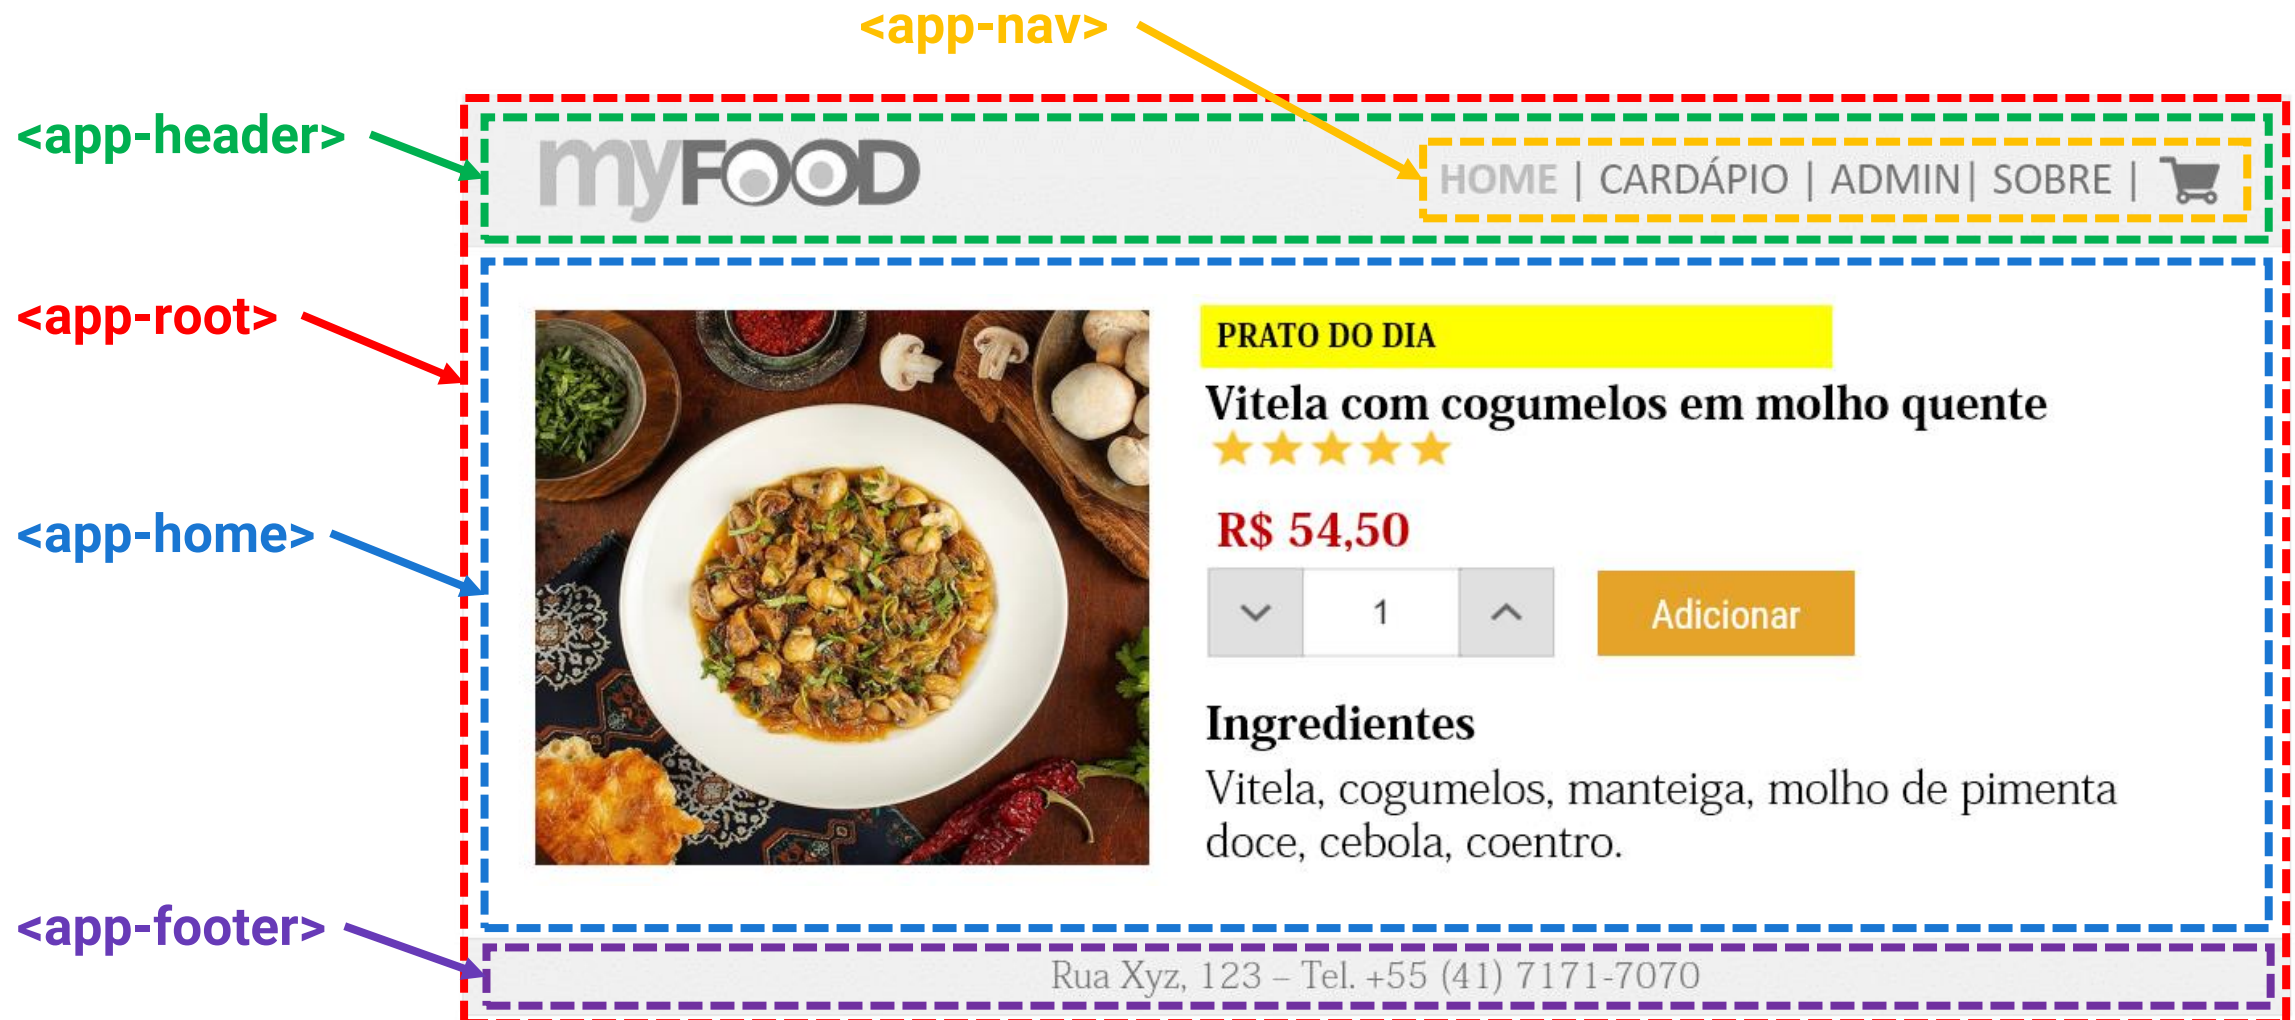 <app-nav>
<app-header>
myFOOD
HOME | CARDÁPIO | ADMIN| SOBRE |
<app-root>
PRATO DO DIA
Vitela com cogumelos em molho quente
R$ 54,50
<app-home>
1
Adicionar
Ingredientes
Vitela, cogumelos, manteiga, molho de pimenta
doce, cebola, coentro.
<app-footer>
Rua Xyz, 123 – Tel. +55 (41) 7171-7070